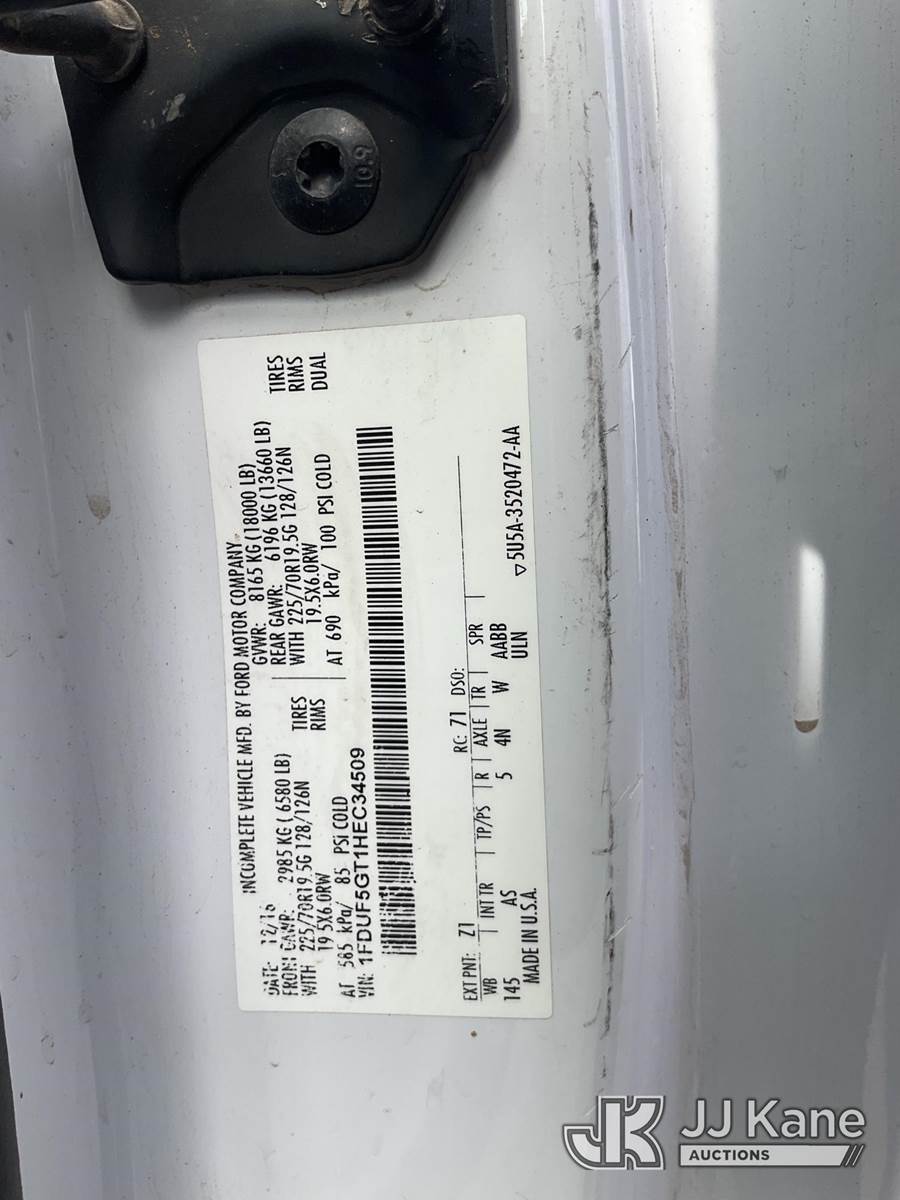 10.9
INCOMPLETE VEHICLE MFD. BY FORD MOTOR COMPANY
DATE: 12/16 GVWR: 8165 KG (18000 LB)
FRONT GAWR: 2985 KG (6580 LB) REAR GAWR: 6196 KG (13660 LB)
WITH 225/70R19.5G 128/126N TIRES WITH 225/70R19.5G 128/126N TIRES
19.5X6.0RW RIMS 19.5X6.0RW RIMS
AT 585 kPa/ 85 PSI COLD AT 690 kPa/ 100 PSI COLD DUAL
VIN: 1FDUF5GT1HEC34509
EXT PNT: Z1 RC: 71 DSO:
WB INT TR TP/PS R AXLE TR SPR
145 AS 5 4N W AABB
MADE IN U.S.A. ULN ▽5U5A-3520472-AA
JK JJ Kane
AUCTIONS